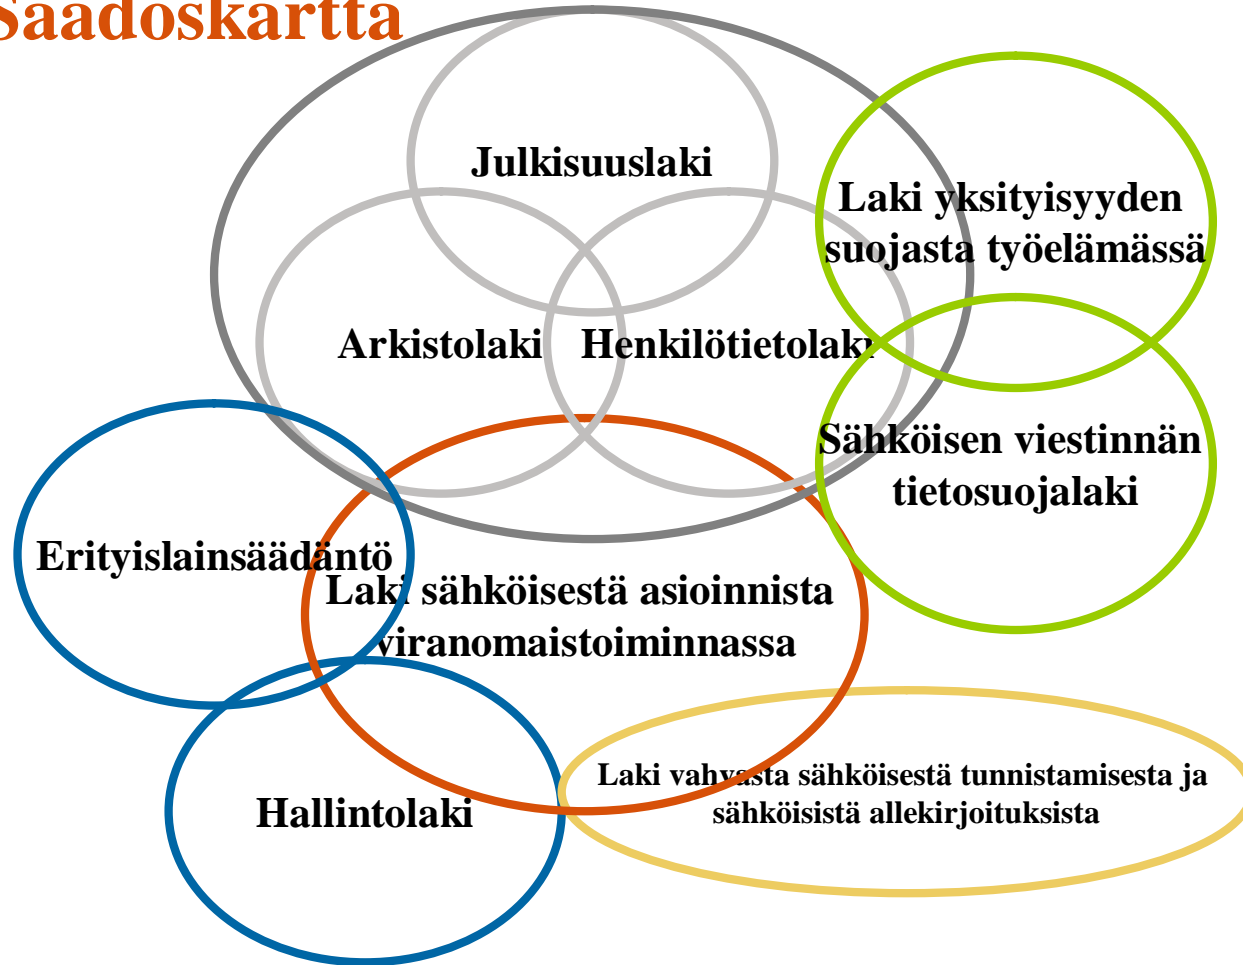 Säädoskartta
Julkisuuslaki
Laki yksityisyyden
suojasta työelämässä
Arkistolaki
Henkilötietolaki
Sähköisen viestinnän
tietosuojalaki
Erityislainsäädäntö
Laki sähköisestä asioinnista
viranomaistoiminnassa
Laki vahvasta sähköisestä tunnistamisesta ja
sähköisistä allekirjoituksista
Hallintolaki